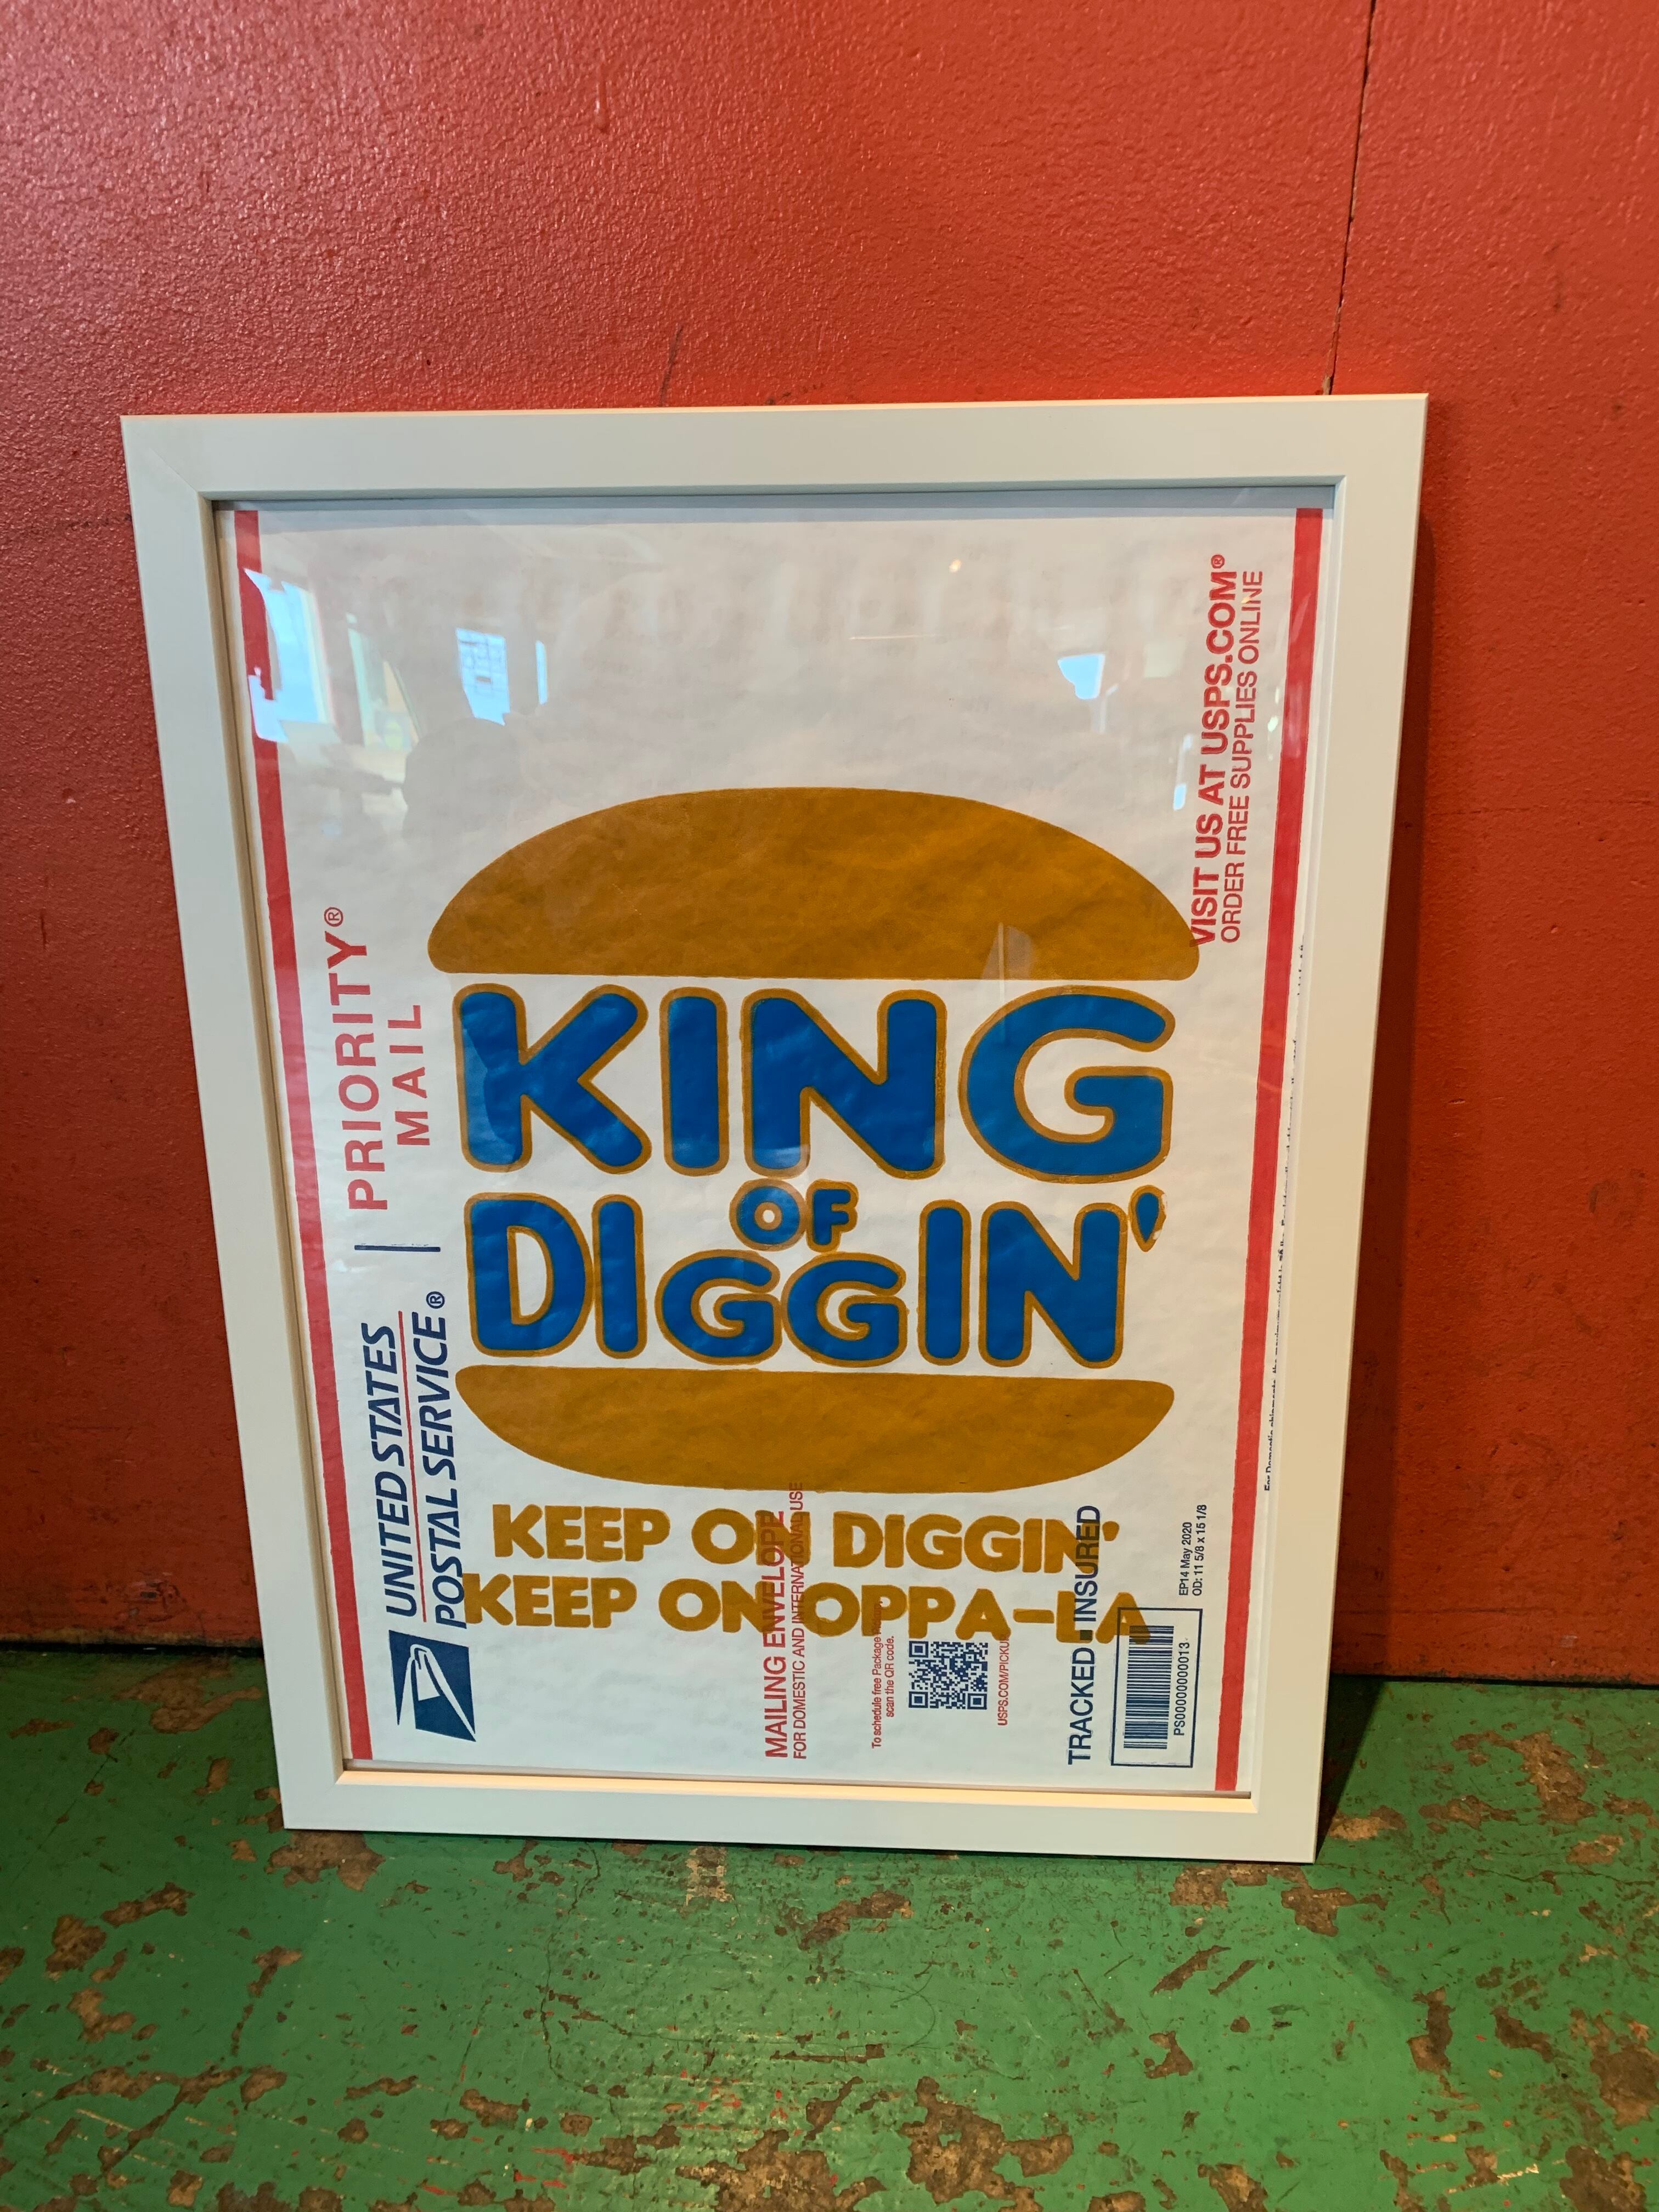 KING
OF
DIGGIN'
KEEP ON DIGGIN'
KEEP ON OPPA-LA
UNITED STATES
POSTAL SERVICE®
PRIORITY®
MAIL
VISIT US AT USPS.COM®
ORDER FREE SUPPLIES ONLINE
MAILING ENVELOPE
FOR DOMESTIC AND INTERNATIONAL USE
To schedule free Package
scan the QR code.
USPS.COM/PICKUP
TRACKED ■ INSURED
PS00000000013
EP14 May 2020
OD: 11 5/8 x 15 1/8